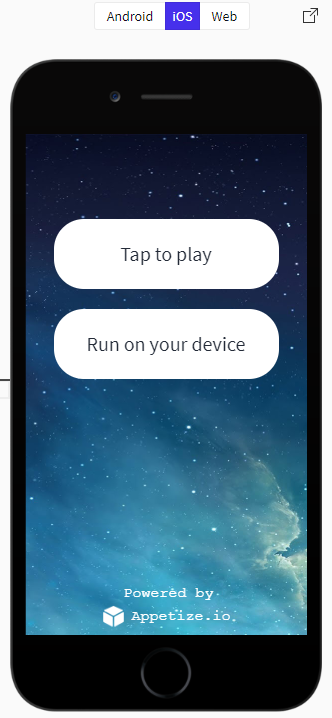 Android iOS Web
Tap to play
Run on your device
Powered by
Appetize.io.